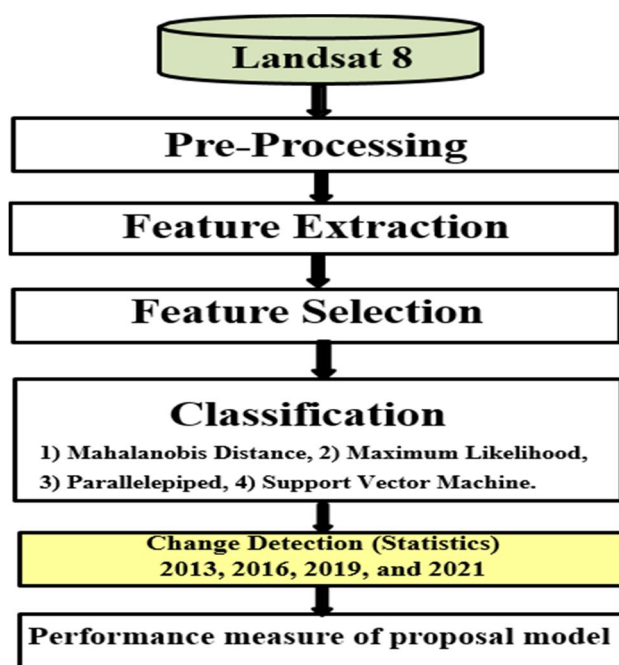 Landsat 8
Pre-Processing
Feature Extraction
Feature Selection
Classification
1) Mahalanobis Distance, 2) Maximum Likelihood,
3) Parallelepiped, 4) Support Vector Machine.
Change Detection (Statistics)
2013, 2016, 2019, and 2021
Performance measure of proposal model